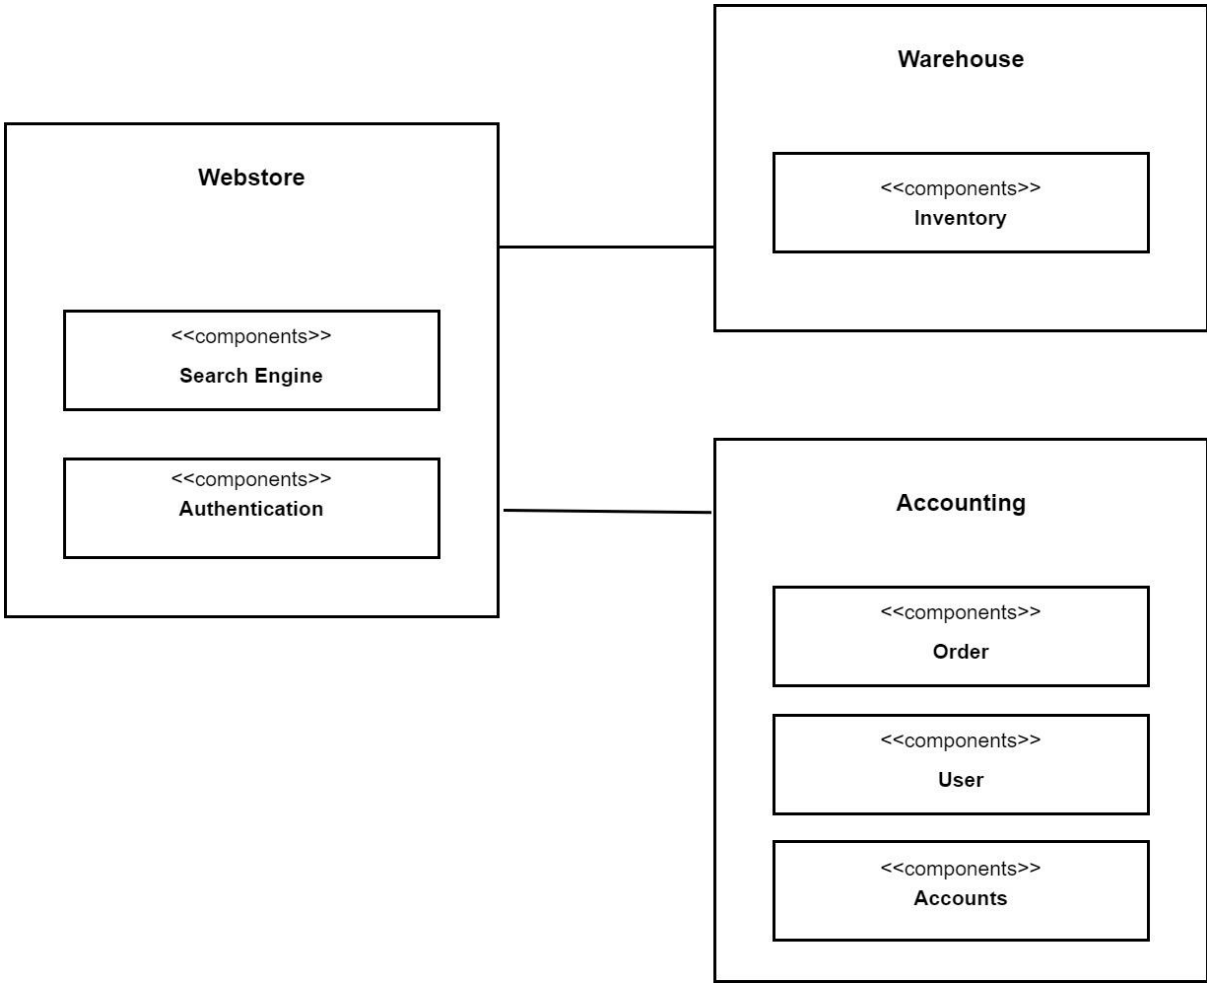 Webstore
<<components>>
Search Engine
<<components>>
Authentication
Warehouse
<<components>>
Inventory
Accounting
<<components>>
Order
<<components>>
User
<<components>>
Accounts